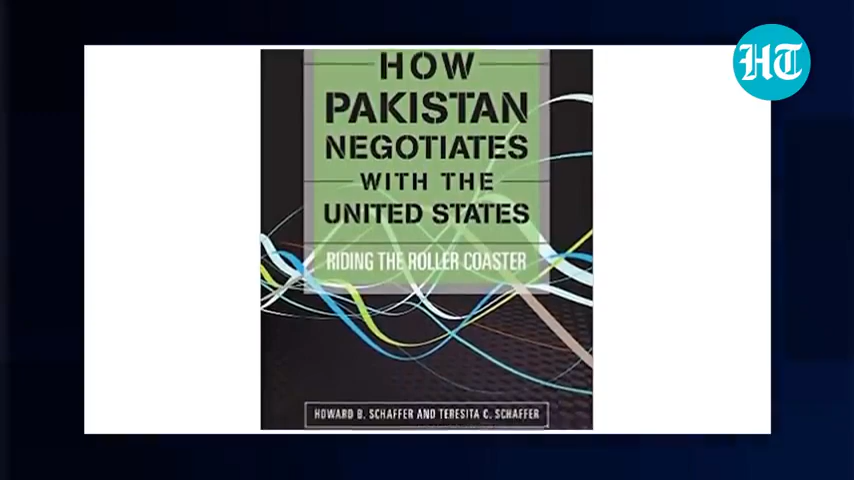 HT
HOW
PAKISTAN
NEGOTIATES
WITH THE
UNITED STATES
RIDING THE ROLLER COASTER
HOWARD B. SCHAFFER AND TERESITA C. SCHAFFER